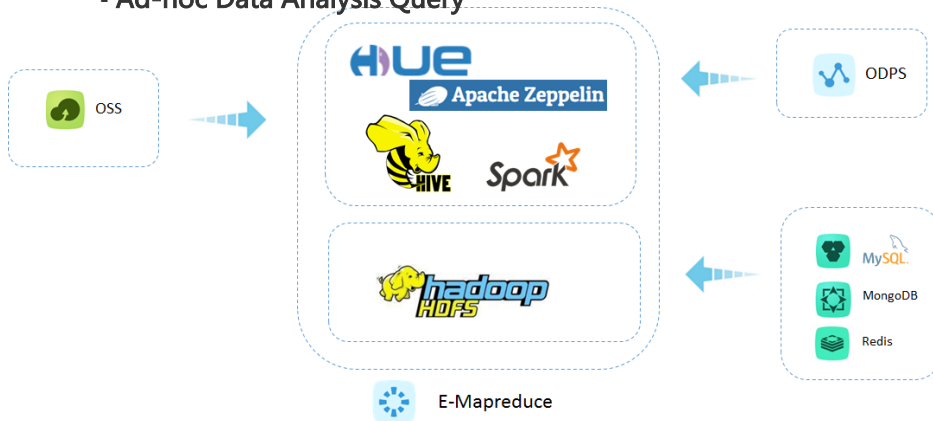 - Ad-hoc Data Analysis Query
HUE
Apache Zeppelin
OSS
ODPS
HIVE
Spark
MySQL
hadoop
HDFS
MongoDB
Redis
E-Mapreduce